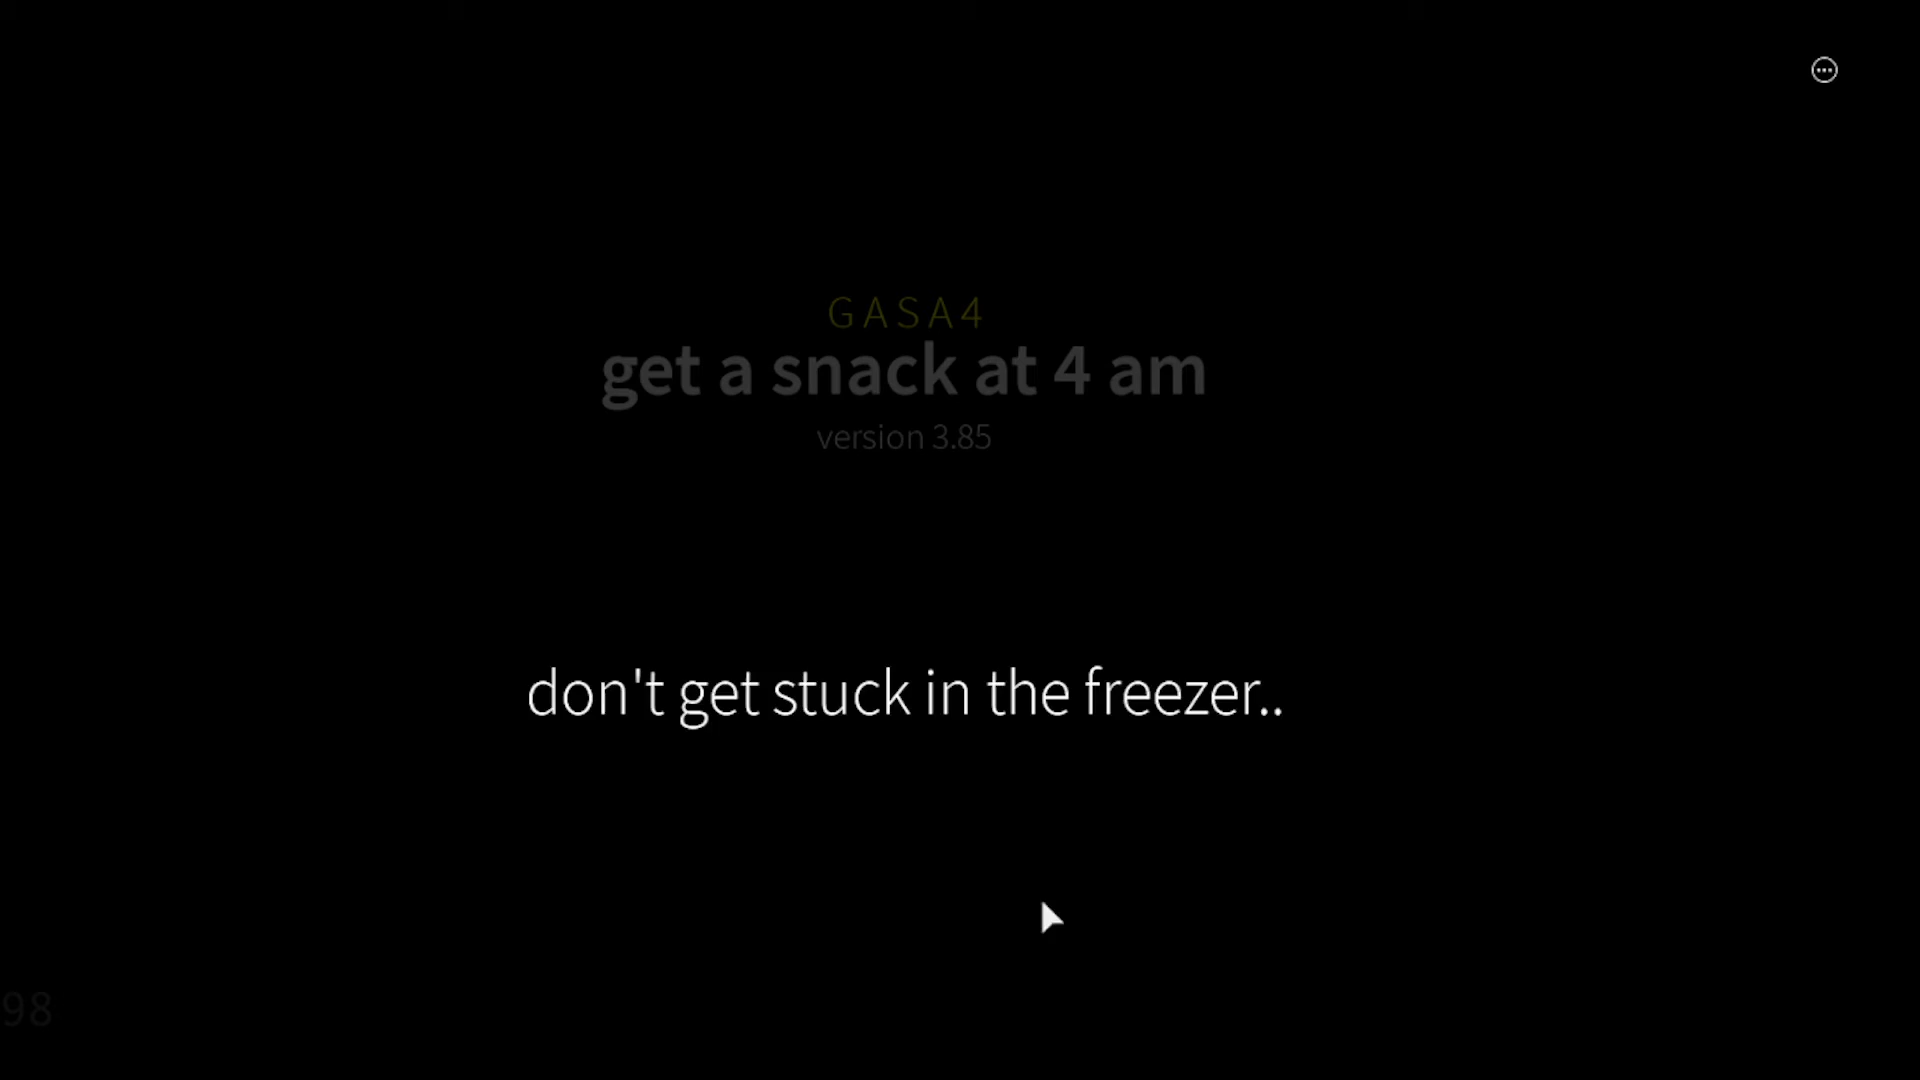 GASA4
get a snack at 4 am
version 3.85
don't get stuck in the freezer..
98